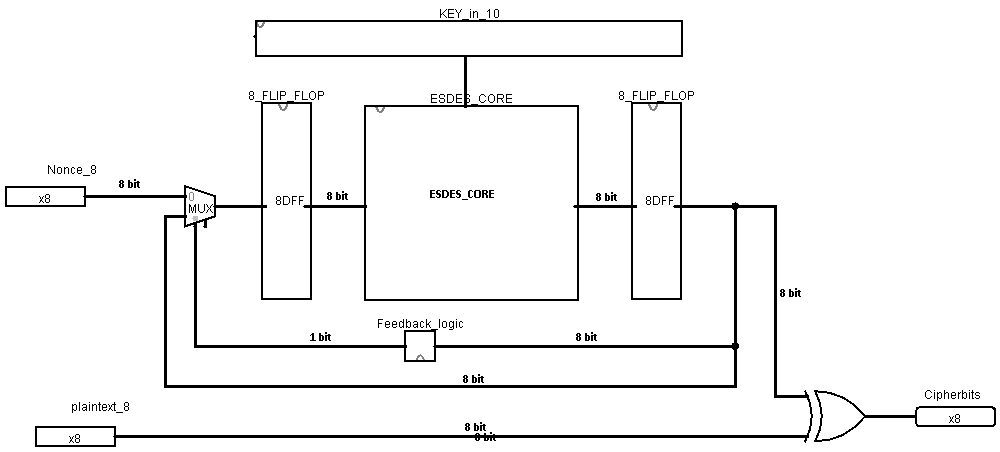 KEY_in_10
8_FLIP_FLOP
ESDES_CORE
8_FLIP_FLOP
Nonce_8
x8
8 bit
0
MUX
8DFF
8 bit
ESDES_CORE
8 bit
8DFF
8 bit
Feedback_logic
1 bit
8 bit
8 bit
plaintext_8
x8
8 bit
8 bit
Cipherbits
x8